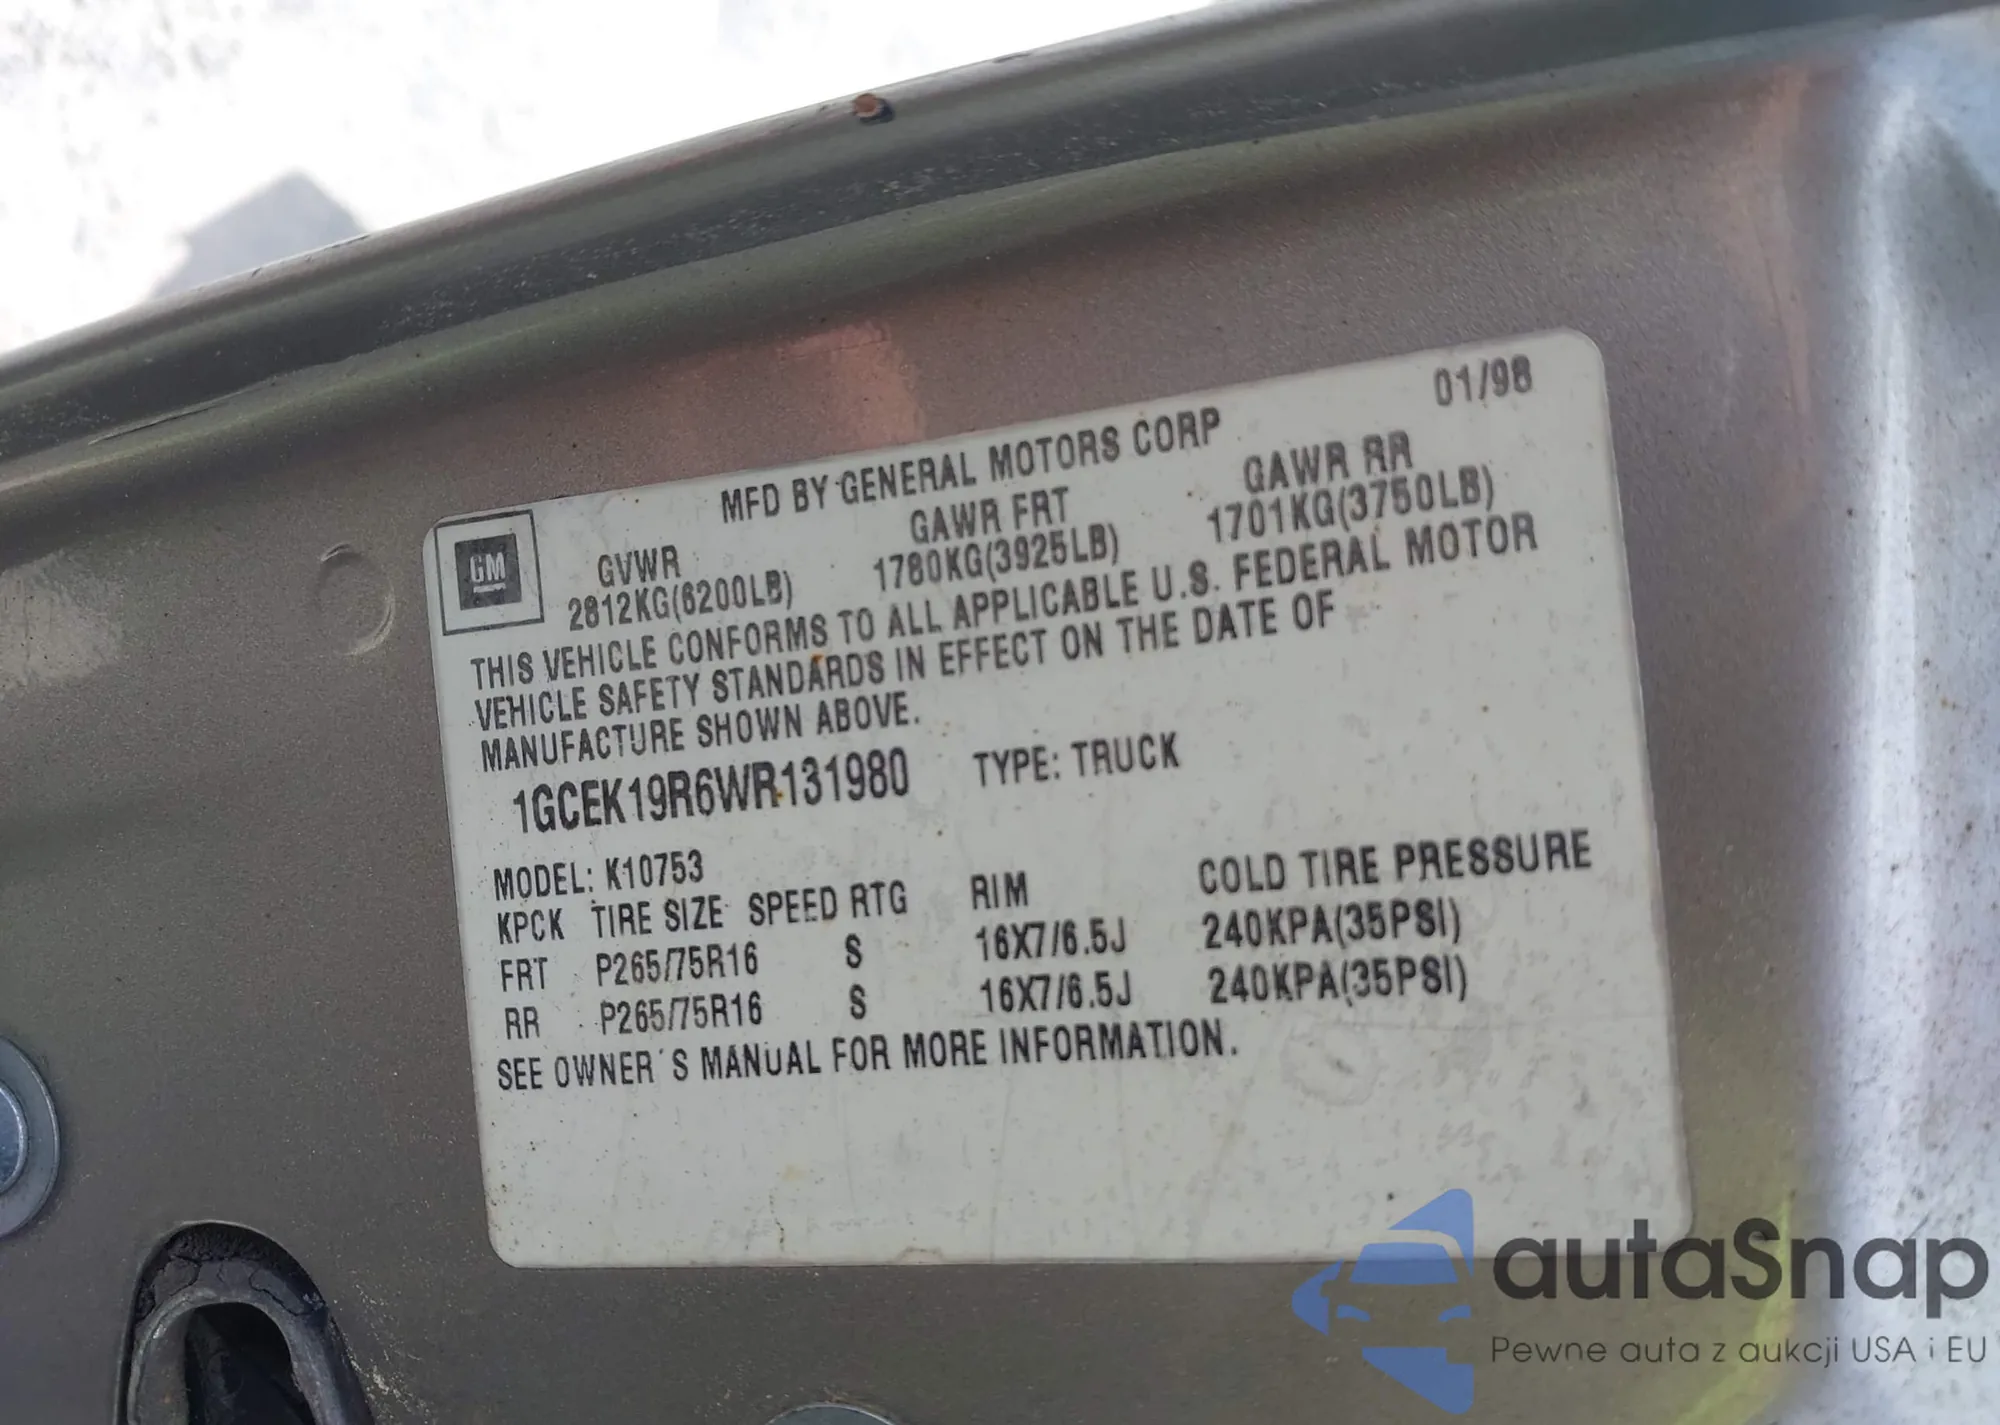 01/98
MFD BY GENERAL MOTORS CORP
GM
GVWR GAWR FRT GAWR RR
2812KG(6200LB) 1780KG(3925LB) 1701KG(3750LB)
THIS VEHICLE CONFORMS TO ALL APPLICABLE U.S. FEDERAL MOTOR
VEHICLE SAFETY STANDARDS IN EFFECT ON THE DATE OF
MANUFACTURE SHOWN ABOVE.
1GCEK19R6WR131980 TYPE: TRUCK
MODEL: K10753
KPCK TIRE SIZE SPEED RTG RIM COLD TIRE PRESSURE
FRT P265/75R16 S 16X7/6.5J 240KPA(35PSI)
RR P265/75R16 S 16X7/6.5J 240KPA(35PSI)
SEE OWNER'S MANUAL FOR MORE INFORMATION.
autaSnap
Pewne auta z aukcji USA i EU